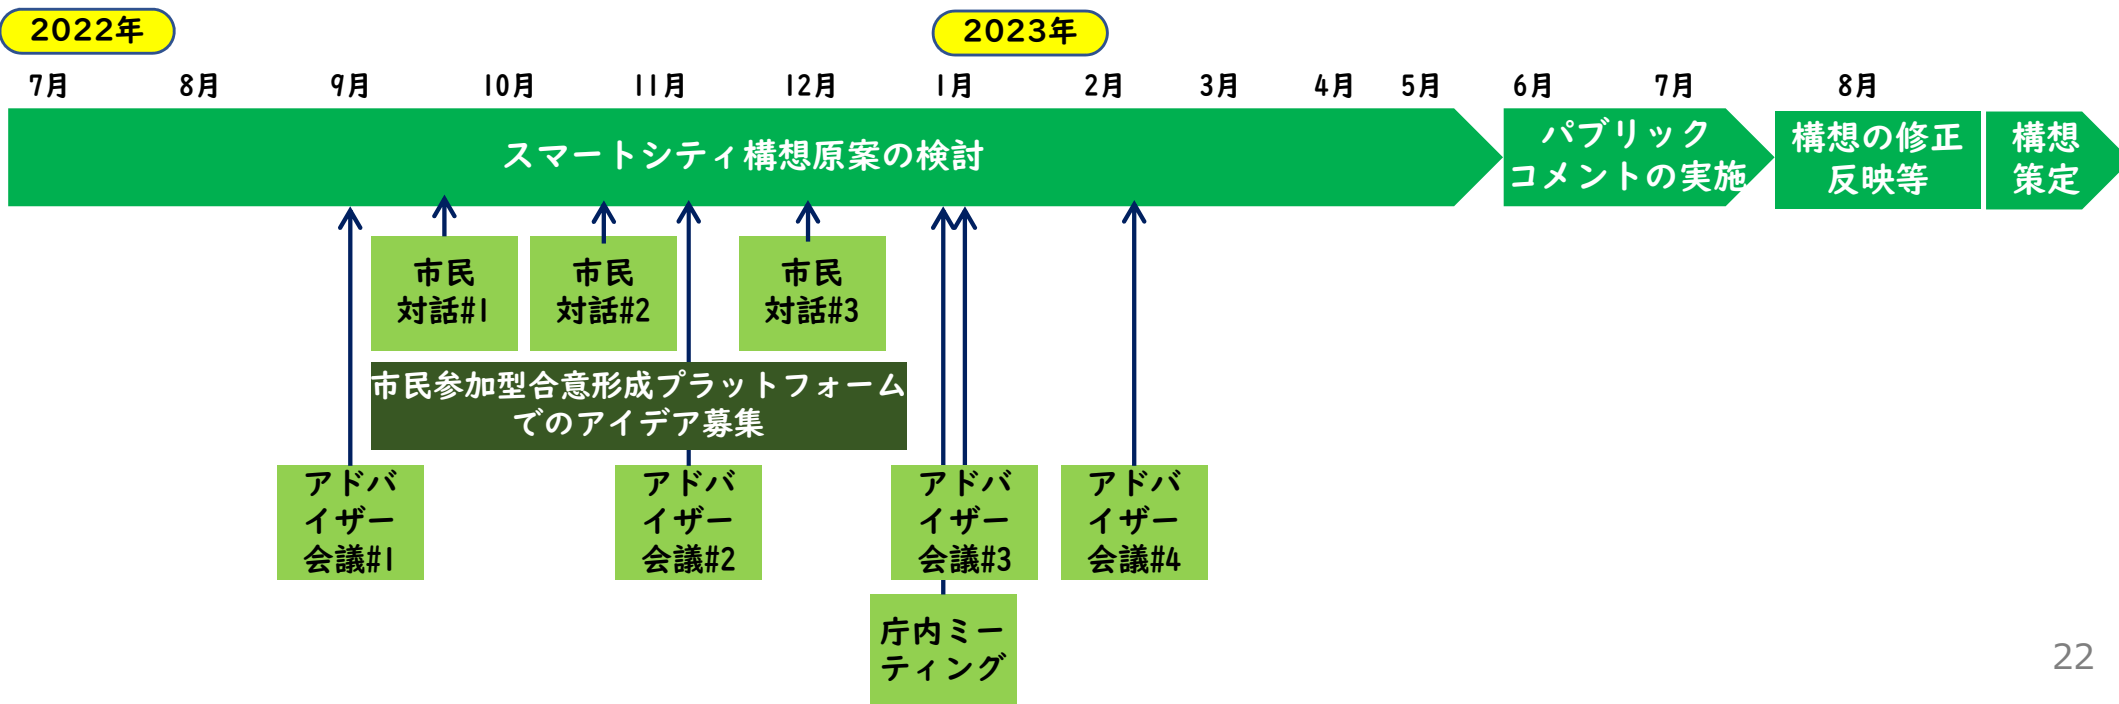 2022年
2023年
7月
8月
9月
10月
11月
12月
1月
2月
3月
4月
5月
6月
7月
8月
スマートシティ構想原案の検討
パブリック
コメントの実施
構想の修正
反映等
構想
策定
市民
対話#1
市民
対話#2
市民
対話#3
市民参加型合意形成プラットフォーム
でのアイデア募集
アドバ
イザー
会議#1
アドバ
イザー
会議#2
アドバ
イザー
会議#3
アドバ
イザー
会議#4
庁内ミー
ティング
22